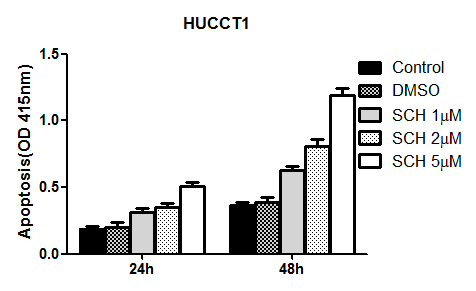 HUCCT1
Apoptosis(OD 415nm)
1.5
1.0
0.5
0.0
24h
48h
Control
DMSO
SCH 1μM
SCH 2μM
SCH 5μM